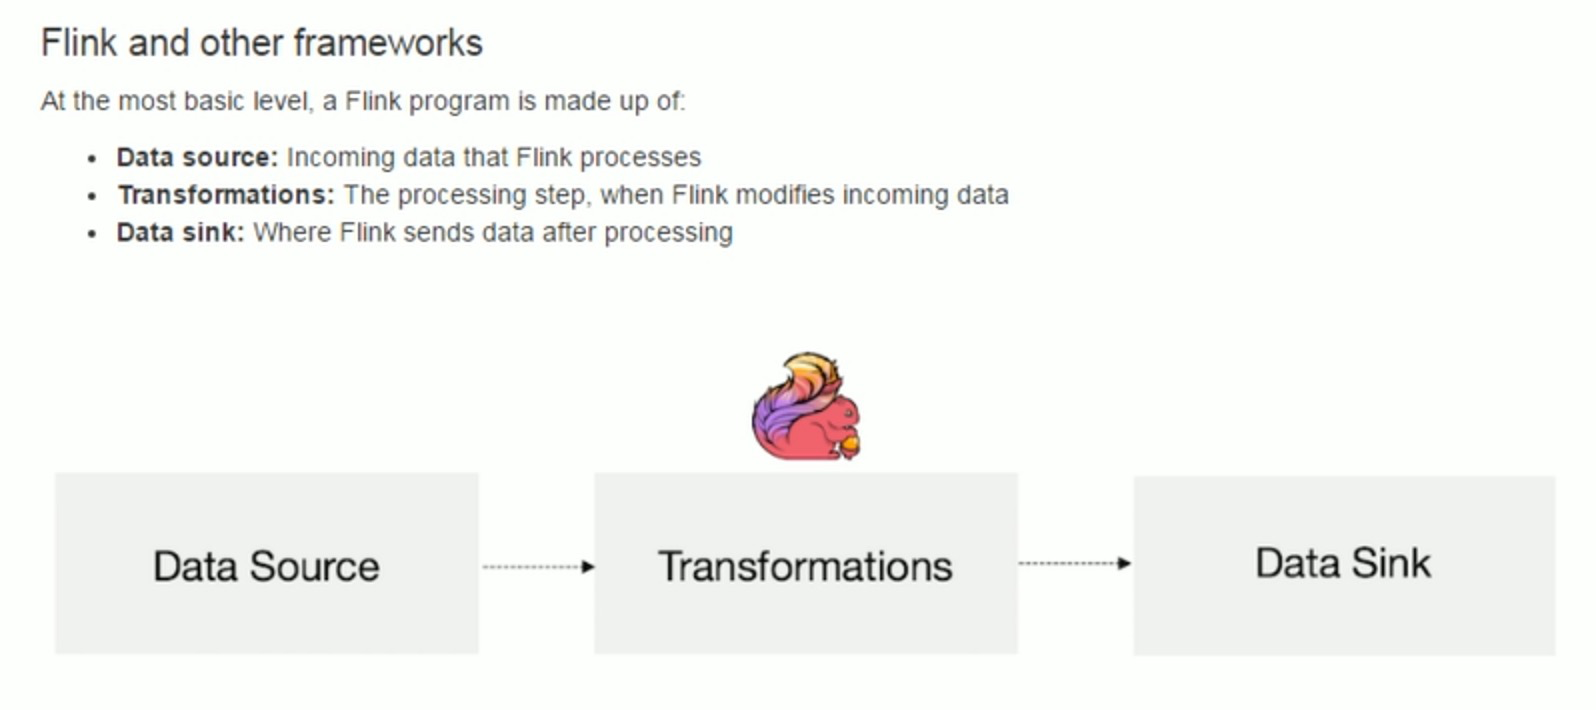 Flink and other frameworks
At the most basic level, a Flink program is made up of:
• Data source: Incoming data that Flink processes
• Transformations: The processing step, when Flink modifies incoming data
• Data sink: Where Flink sends data after processing
Data Source
Transformations
Data Sink